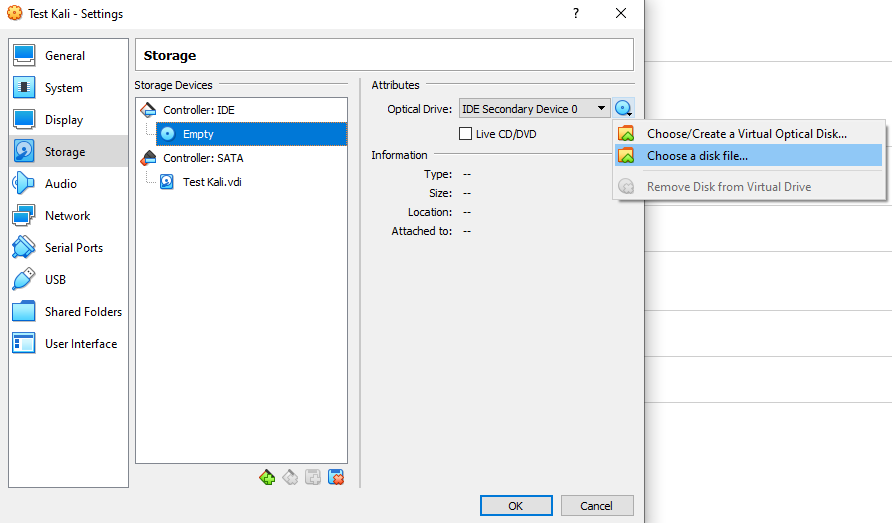 Test Kali - Settings
?
General
System
Display
Storage
Audio
Network
Serial Ports
USB
Shared Folders
User Interface
Storage
Storage Devices
Controller: IDE
Empty
Controller: SATA
Test Kali.vdi
Attributes
Optical Drive: IDE Secondary Device 0
Live CD/DVD
Information
Type: --
Size: --
Location: --
Attached to: --
Choose/Create a Virtual Optical Disk...
Choose a disk file...
Remove Disk from Virtual Drive
OK
Cancel